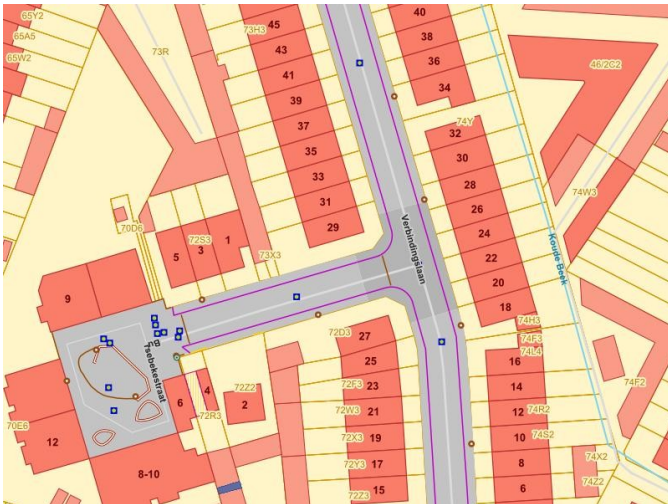 65Y2
65A5
65W2
73R
73H3
45
43
41
39
37
35
33
31
29
40
38
36
34
74Y
32
30
28
26
24
22
20
18
46/2C2
74W3
Koude Beek
Verbindingslaan
70D6
72S3
5
3
1
73X3
9
Tsebekestraat
70E6
12
8-10
6
4
2
72Z2
72R3
72D3
27
25
72F3
23
72W3
21
72X3
19
72Y3
17
72Z3
15
74H3
74F3
74L4
16
14
12
74R2
10
74S2
8
6
74F2
74X2
74Z2